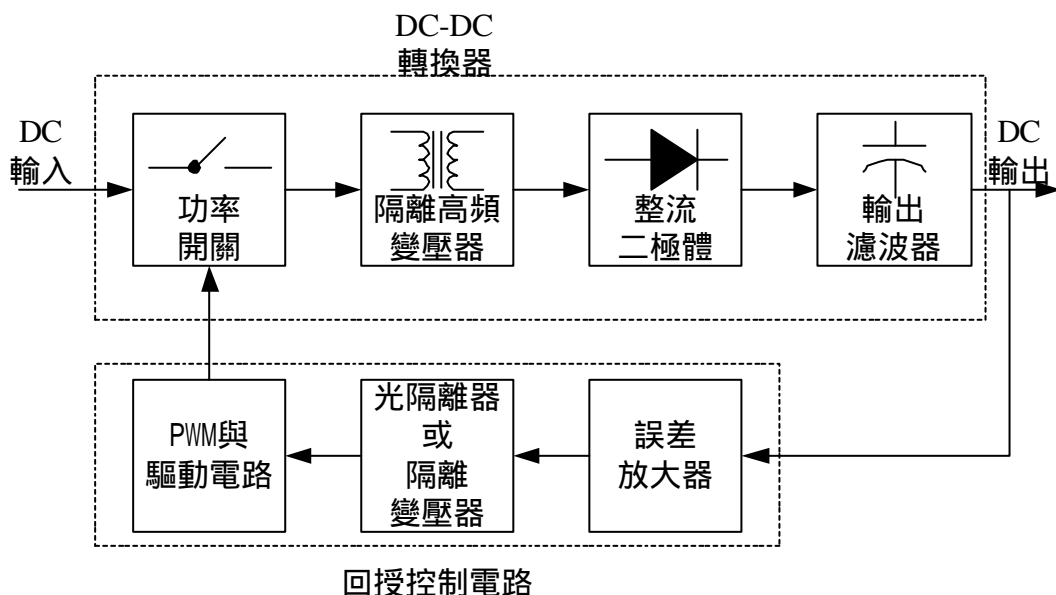 DC-DC
轉換器
DC
輸入
功率
開關
隔離高頻
變壓器
整流
二極體
輸出
濾波器
DC
輸出
PWM與
驅動電路
光隔離器
或
隔離
變壓器
誤差
放大器
回授控制電路